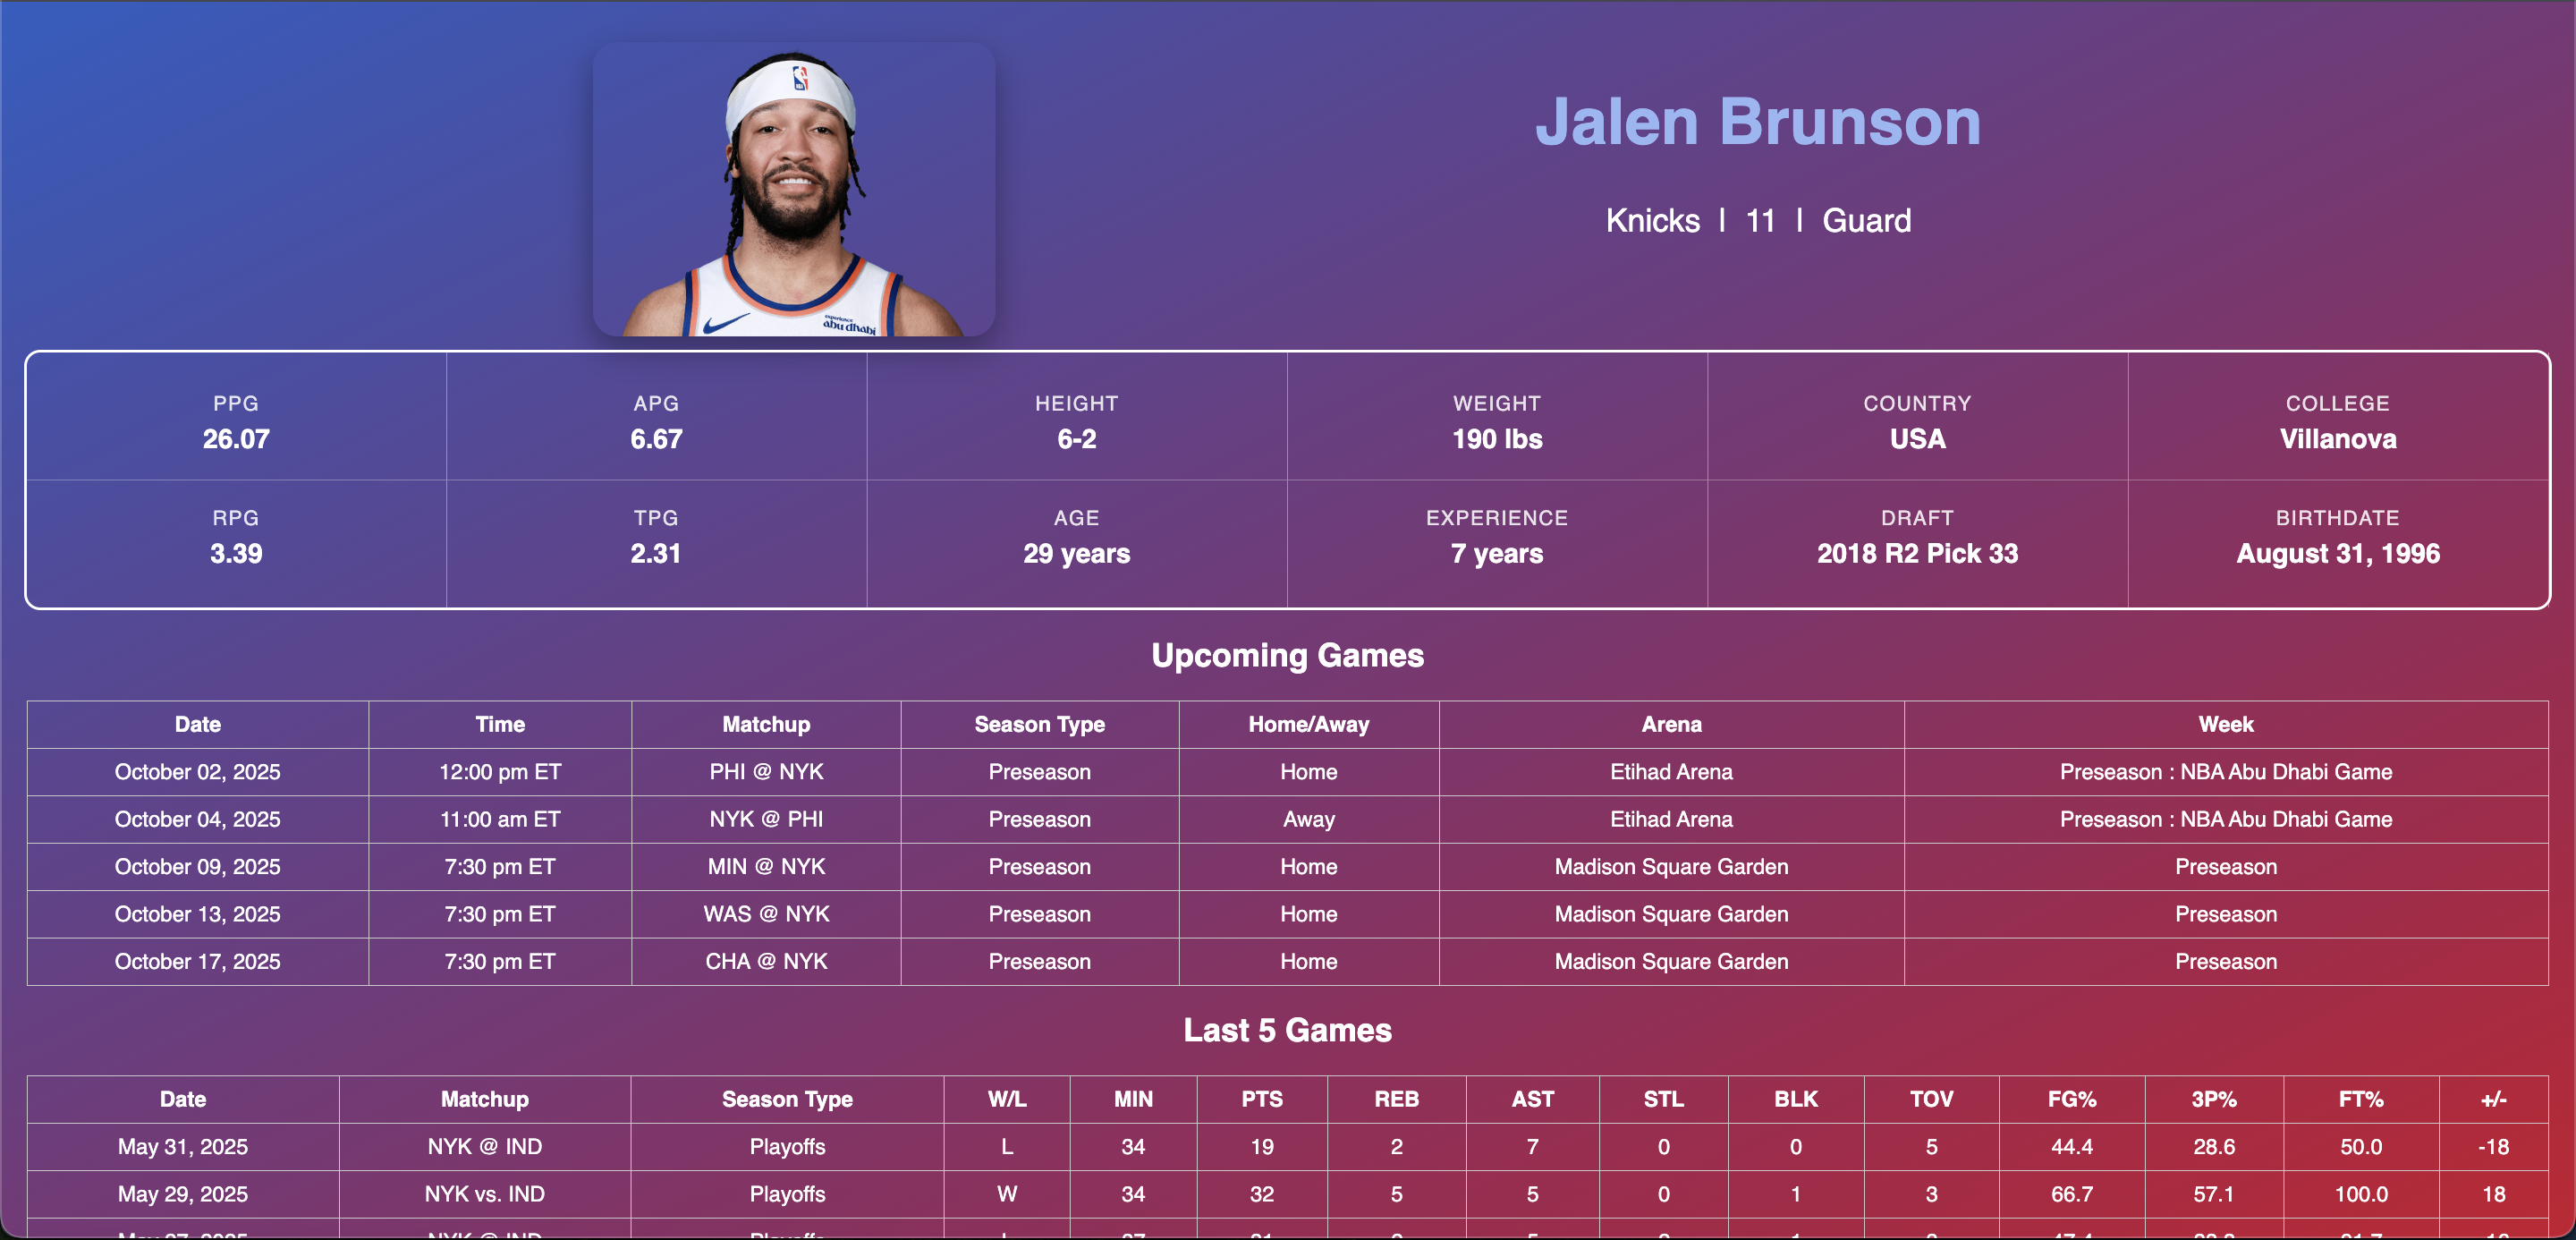 experience
abu dhabi
Jalen Brunson
Knicks | 11 | Guard
PPG APG HEIGHT WEIGHT COUNTRY COLLEGE
26.07 6.67 6-2 190 lbs USA Villanova
RPG TPG AGE EXPERIENCE DRAFT BIRTHDATE
3.39 2.31 29 years 7 years 2018 R2 Pick 33 August 31, 1996
Upcoming Games
Date Time Matchup Season Type Home/Away Arena Week
October 02, 2025 12:00 pm ET PHI @ NYK Preseason Home Etihad Arena Preseason : NBA Abu Dhabi Game
October 04, 2025 11:00 am ET NYK @ PHI Preseason Away Etihad Arena Preseason : NBA Abu Dhabi Game
October 09, 2025 7:30 pm ET MIN @ NYK Preseason Home Madison Square Garden Preseason
October 13, 2025 7:30 pm ET WAS @ NYK Preseason Home Madison Square Garden Preseason
October 17, 2025 7:30 pm ET CHA @ NYK Preseason Home Madison Square Garden Preseason
Last 5 Games
Date Matchup Season Type W/L MIN PTS REB AST STL BLK TOV FG% 3P% FT% +/-
May 31, 2025 NYK @ IND Playoffs L 34 19 2 7 0 0 5 44.4 28.6 50.0 -18
May 29, 2025 NYK vs. IND Playoffs W 34 32 5 5 0 1 3 66.7 57.1 100.0 18